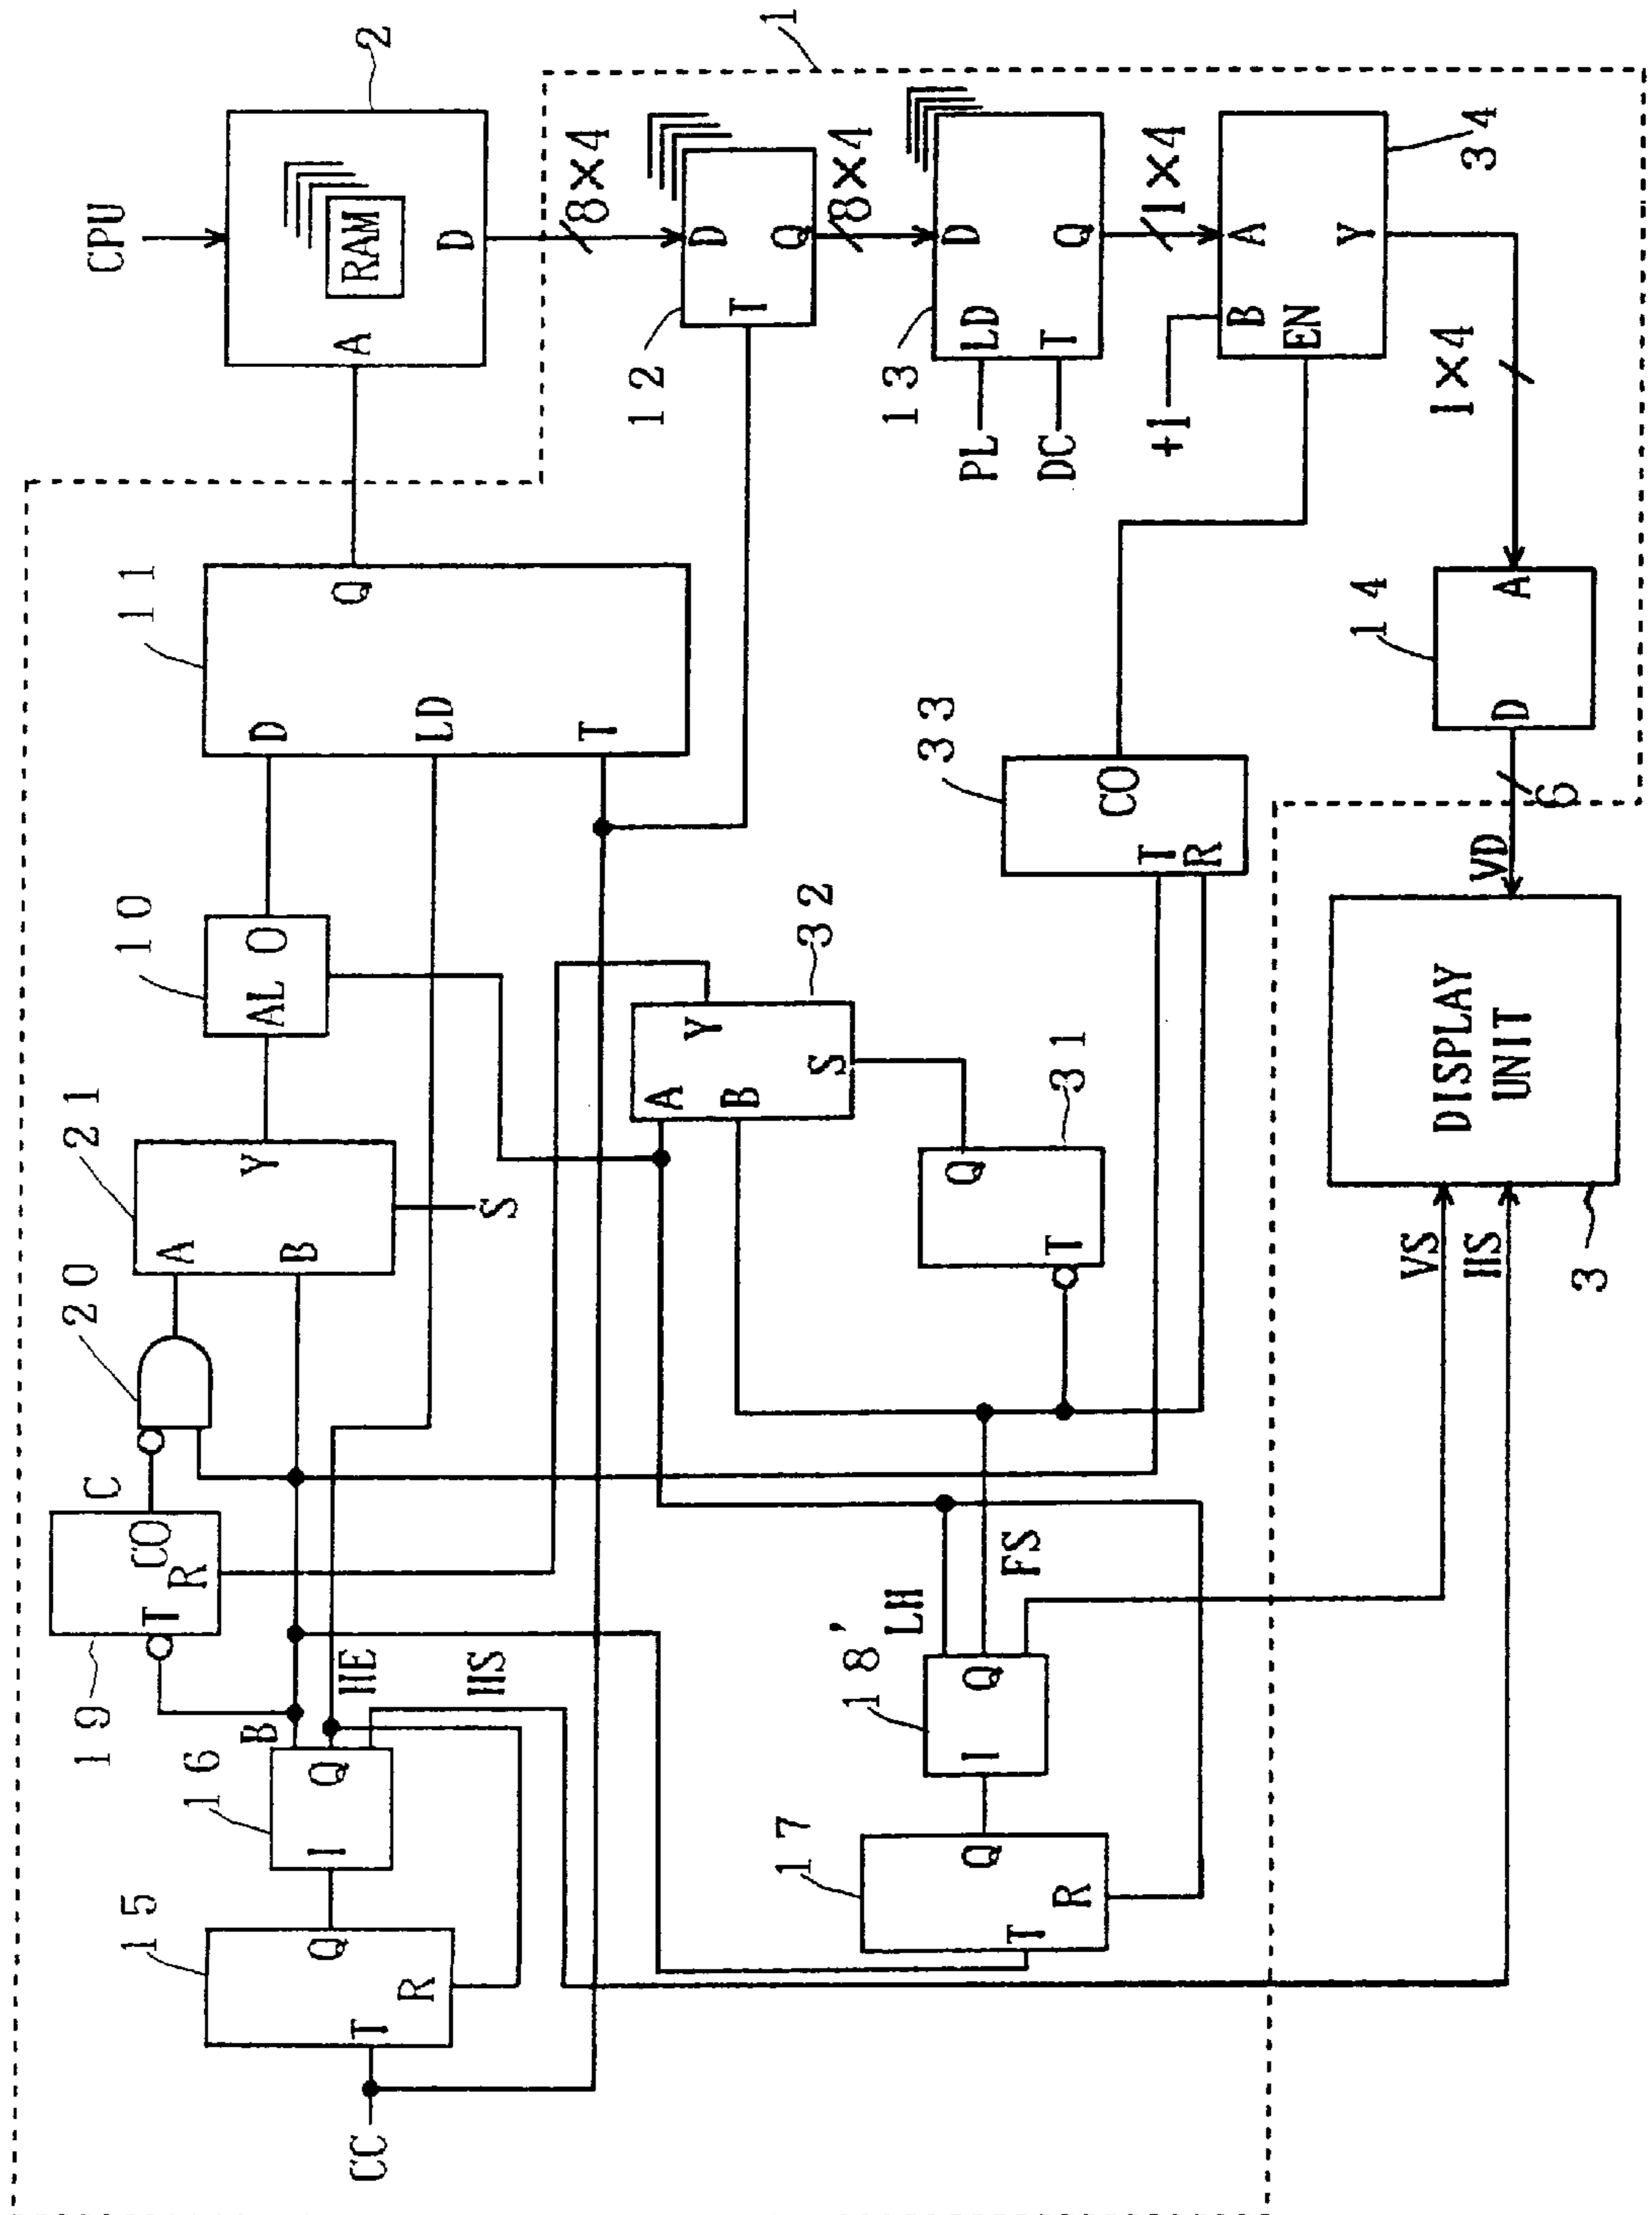 CPU
2
1
A
RAM
D
8×4
11
D
LD
T
Q
12
T
D
Q
8×4
13
PL
DC
LD
T
D
Q
1×4
+1
B
EN
A
Y
34
1×4
10
AL
O
20
21
A
B
Y
S
C
19
T
CO
R
B
HE
HS
16
I
Q
15
T
Q
R
CC
32
A
B
Y
S
31
T
Q
33
T
R
CO
14
A
D
6
VD
18'
LH
FS
I
Q
17
T
Q
R
VS
HS
DISPLAY
UNIT
3